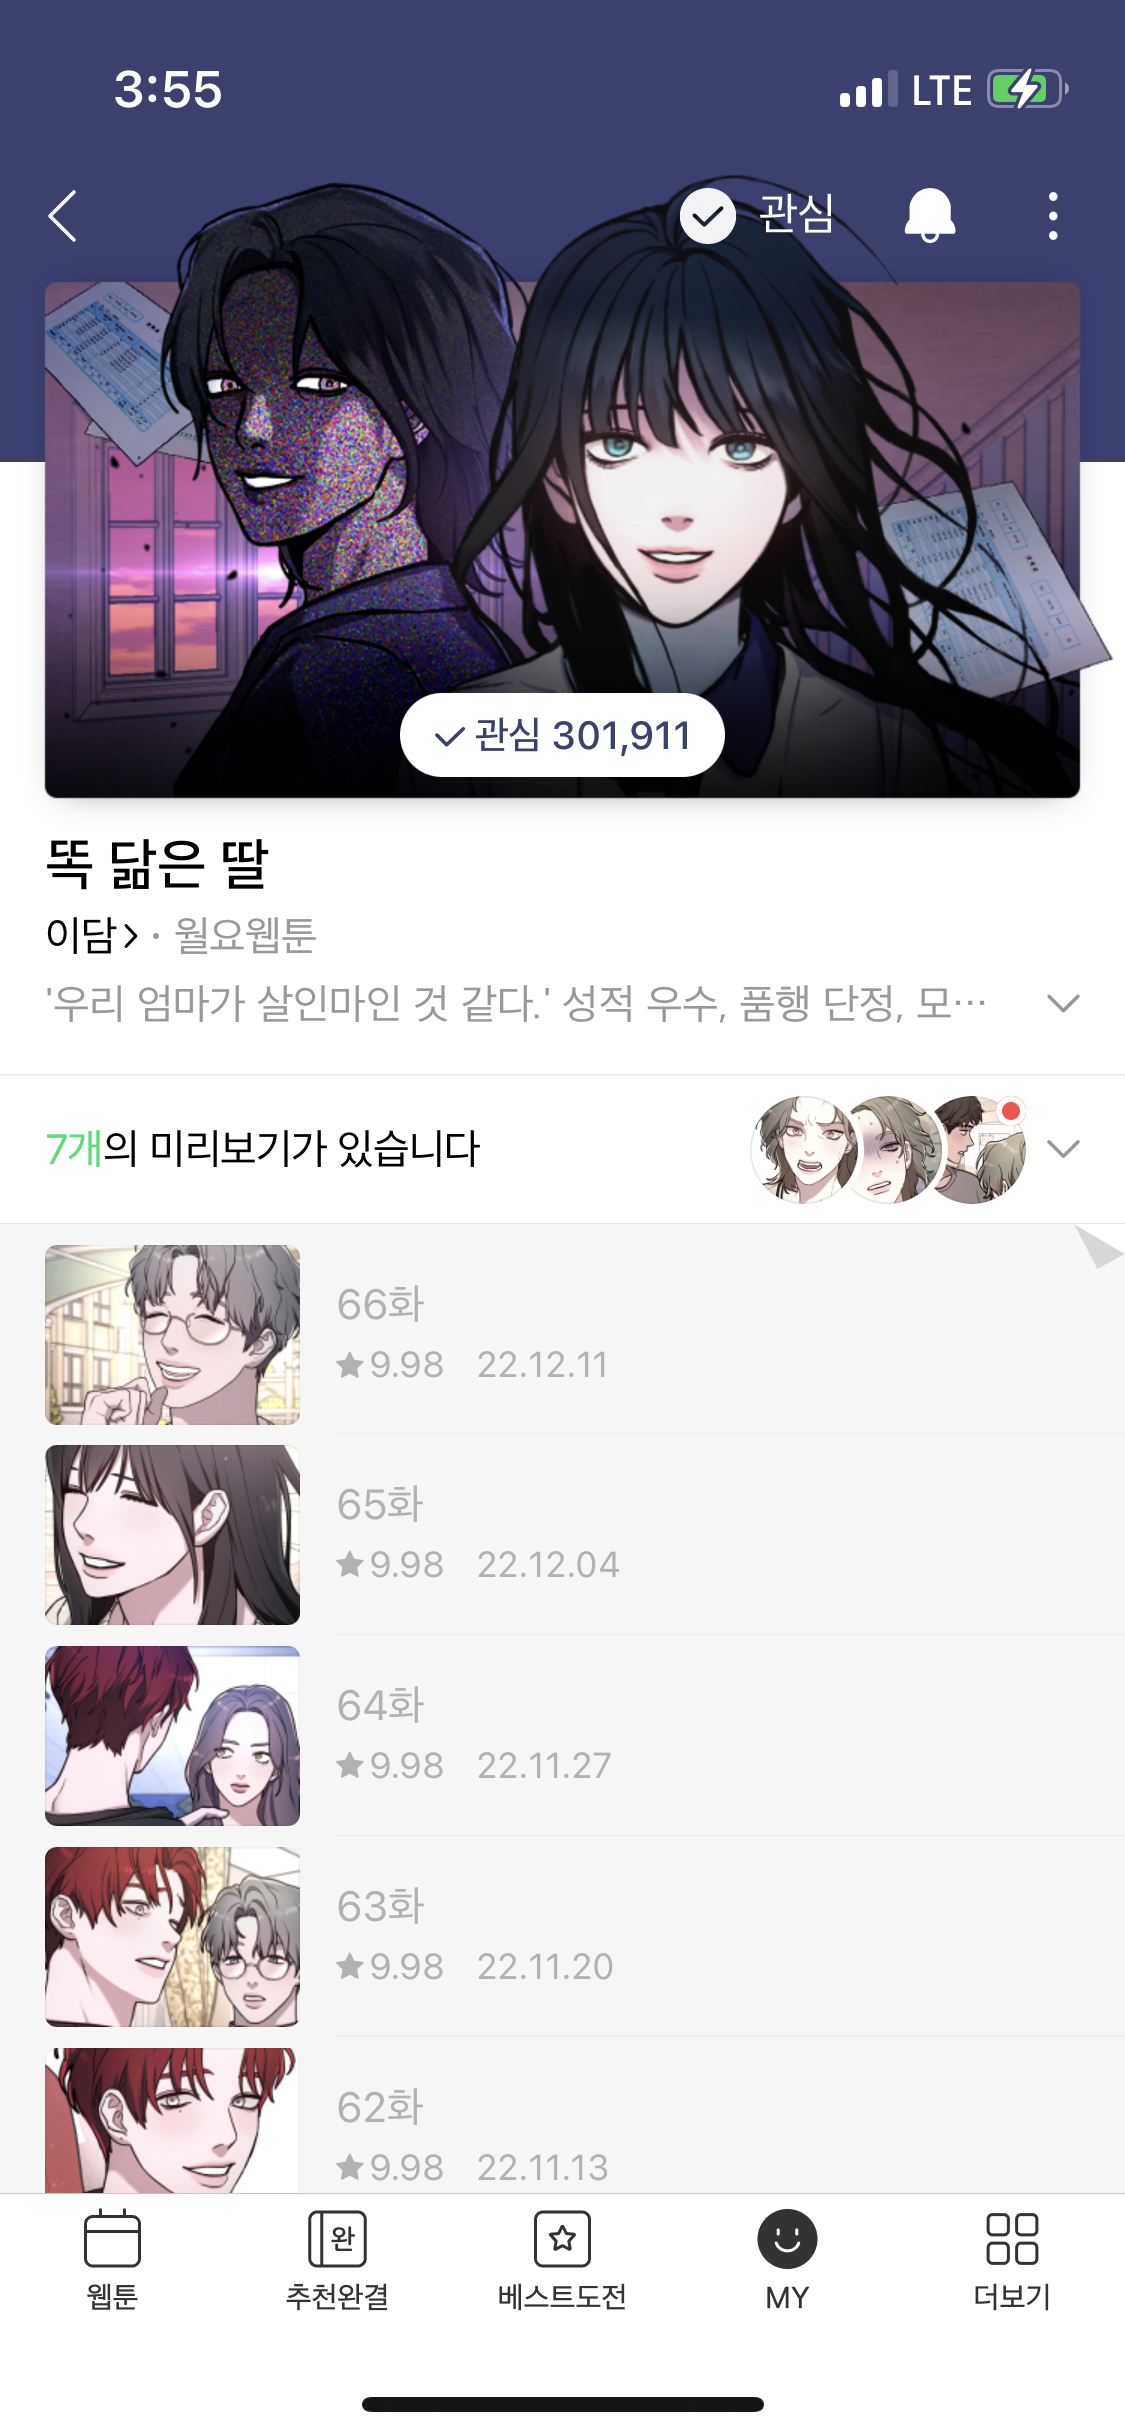 3:55 LTE
관심
관심 301,911
똑 닮은 딸
이담 · 월요웹툰
'우리 엄마가 살인마인 것 같다.' 성적 우수, 품행 단정, 모…
7개의 미리보기가 있습니다
66화
9.98 22.12.11
65화
9.98 22.12.04
64화
9.98 22.11.27
63화
9.98 22.11.20
62화
9.98 22.11.13
완
웹툰 추천완결 베스트도전 MY 더보기